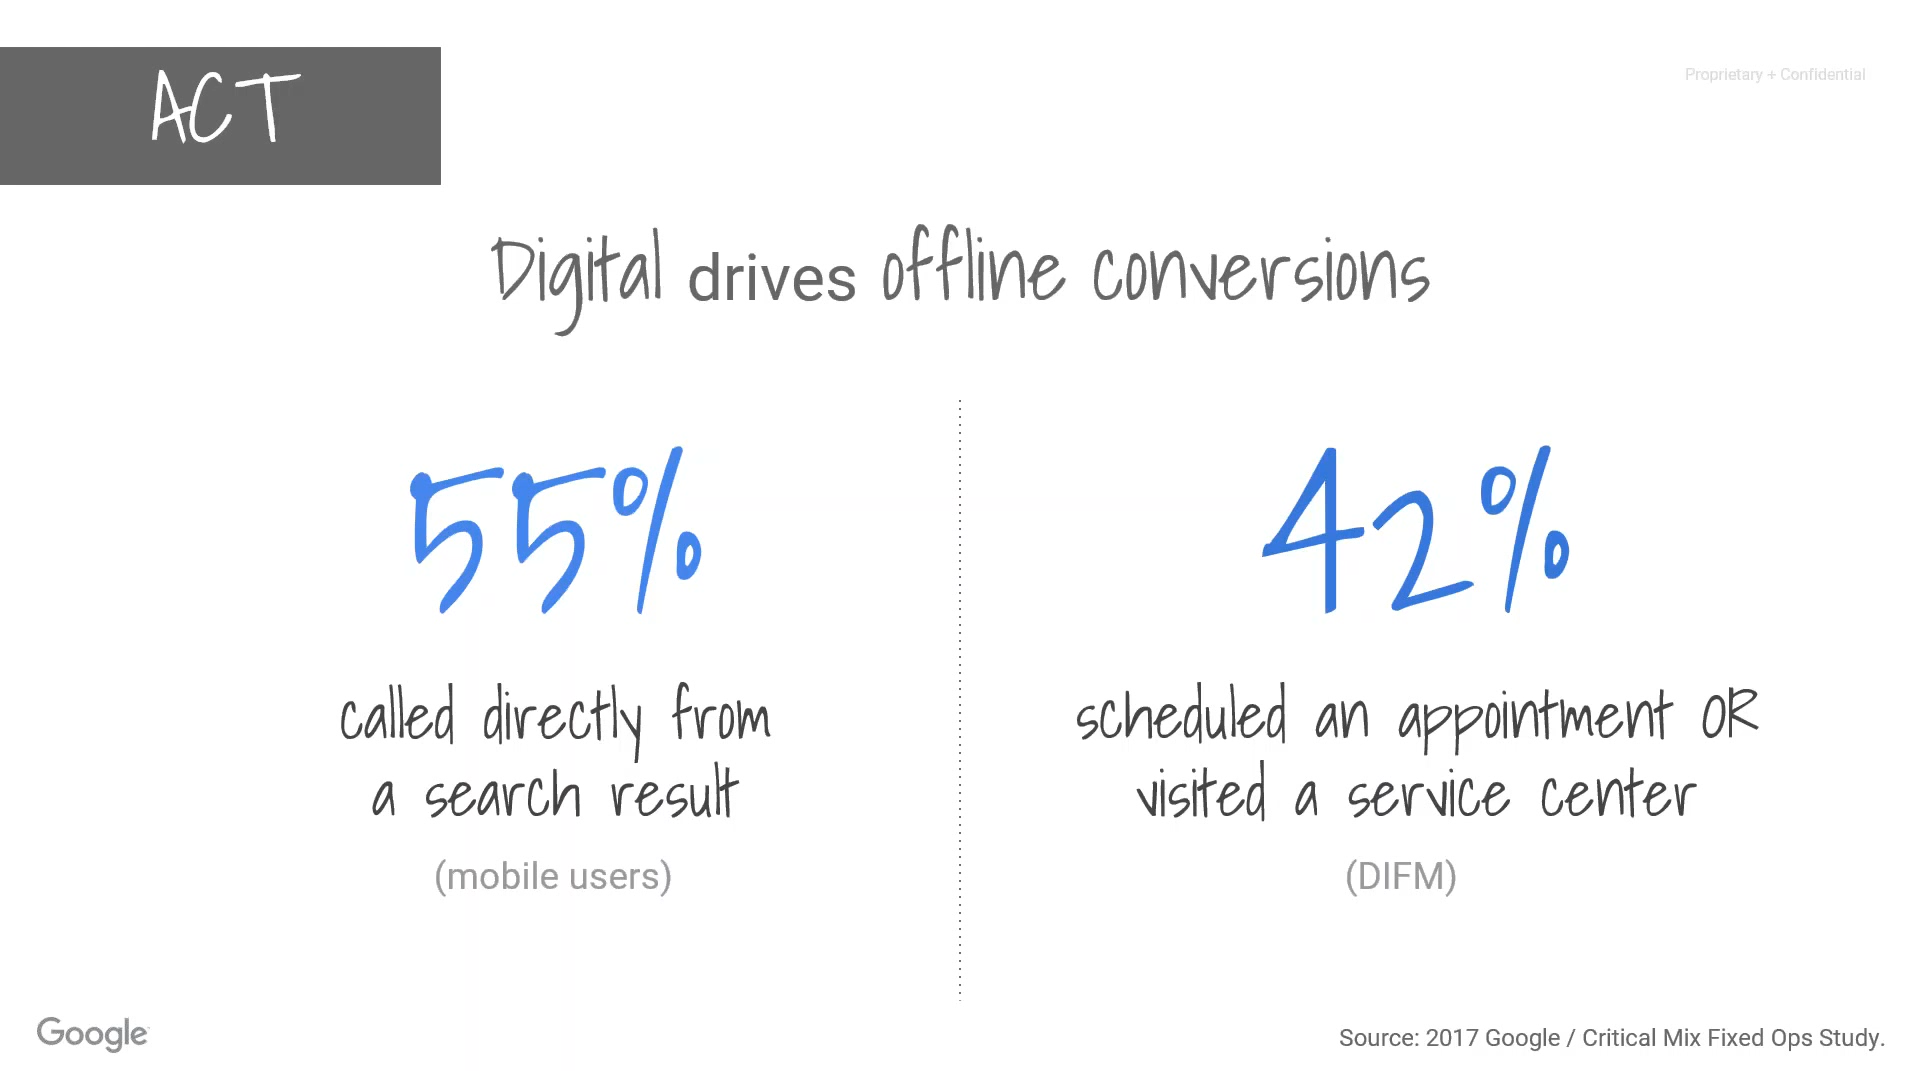 ACT
Proprietary + Confidential
Digital drives offline conversions
55%
called directly from
a search result
(mobile users)
42%
scheduled an appointment OR
visited a service center
(DIFM)
Google
Source: 2017 Google / Critical Mix Fixed Ops Study.